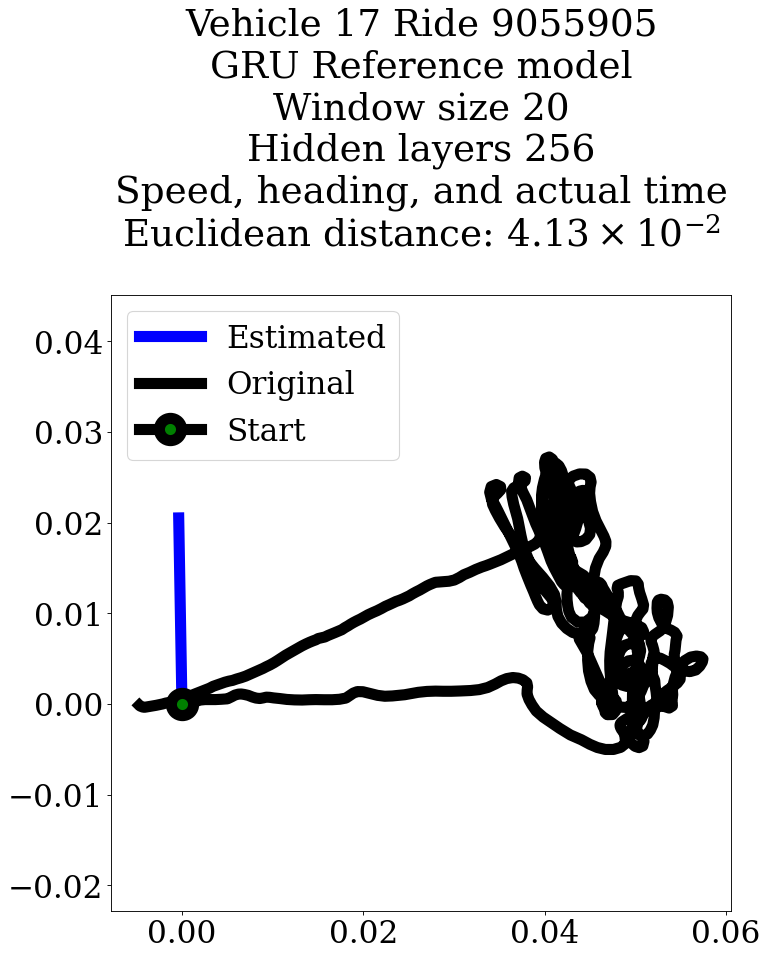 Vehicle 17 Ride 9055905
GRU Reference model
Window size 20
Hidden layers 256
Speed, heading, and actual time
Euclidean distance: 4.13 × 10⁻²
Estimated
Original
Start
0.04
0.03
0.02
0.01
0.00
−0.01
−0.02
0.00 0.02 0.04 0.06